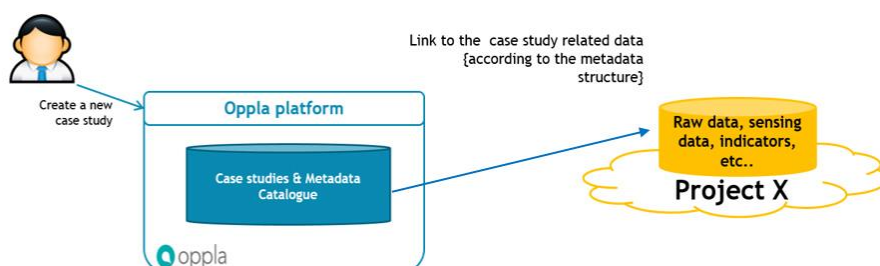 Link to the case study related data
{according to the metadata
structure}
Create a new
case study
Oppla platform
Case studies & Metadata
Catalogue
oppla
Raw data, sensing
data, indicators,
etc..
Project X